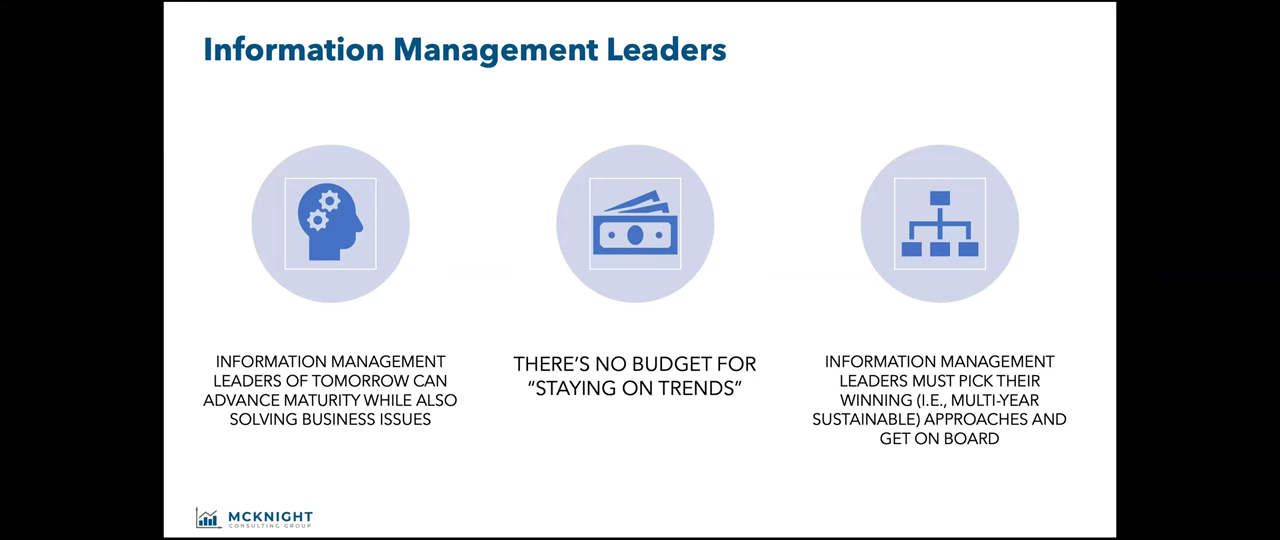 Information Management Leaders
INFORMATION MANAGEMENT
LEADERS OF TOMORROW CAN
ADVANCE MATURITY WHILE ALSO
SOLVING BUSINESS ISSUES
THERE’S NO BUDGET FOR
“STAYING ON TRENDS”
INFORMATION MANAGEMENT
LEADERS MUST PICK THEIR
WINNING (I.E., MULTI-YEAR
SUSTAINABLE) APPROACHES AND
GET ON BOARD
MCKNIGHT
CONSULTING GROUP